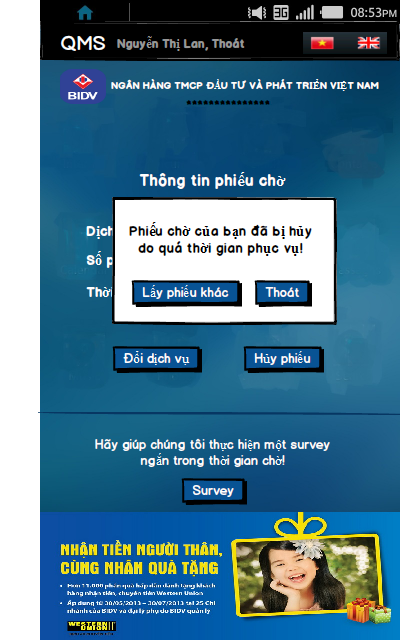 3G 08:53PM
QMS Nguyễn Thị Lan, Thoát
BIDV
NGÂN HÀNG TMCP ĐẦU TƯ VÀ PHÁT TRIỂN VIỆT NAM
***************
Thông tin phiếu chờ
Dịch
Số p
Thời
Phiếu chờ của bạn đã bị hủy
do quá thời gian phục vụ!
Lấy phiếu khác Thoát
Đổi dịch vụ Hủy phiếu
Hãy giúp chúng tôi thực hiện một survey
ngắn trong thời gian chờ!
Survey
NHẬN TIỀN NGƯỜI THÂN,
CÙNG NHẬN QUÀ TẶNG
• Hơn 11.000 phần quà hấp dẫn dành tặng khách
hàng nhận tiền, chuyển tiền Western Union
• Áp dụng từ 30/05/2013 – 30/07/2013 tại 25 Chi
nhánh của BIDV và đại lý phụ do BIDV quản lý
WESTERN
UNION